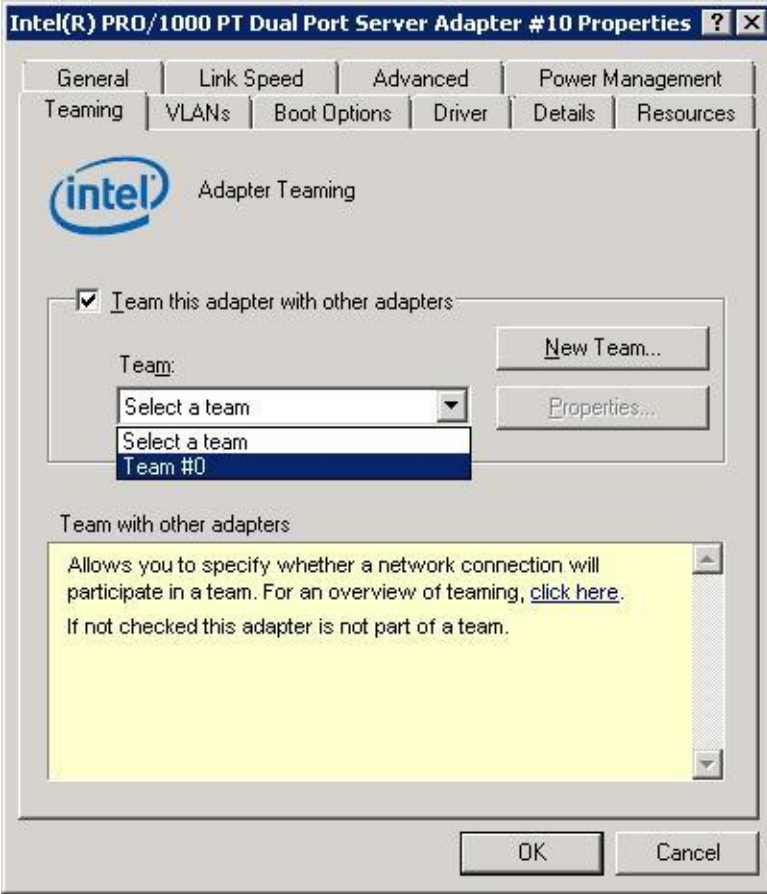 Intel(R) PRO/1000 PT Dual Port Server Adapter #10 Properties
General Link Speed Advanced Power Management
Teaming VLANs Boot Options Driver Details Resources
intel Adapter Teaming
Team this adapter with other adapters
New Team...
Team:
Select a team
Properties...
Select a team
Team #0
Team with other adapters
Allows you to specify whether a network connection will
participate in a team. For an overview of teaming, click here.
If not checked this adapter is not part of a team.
OK Cancel